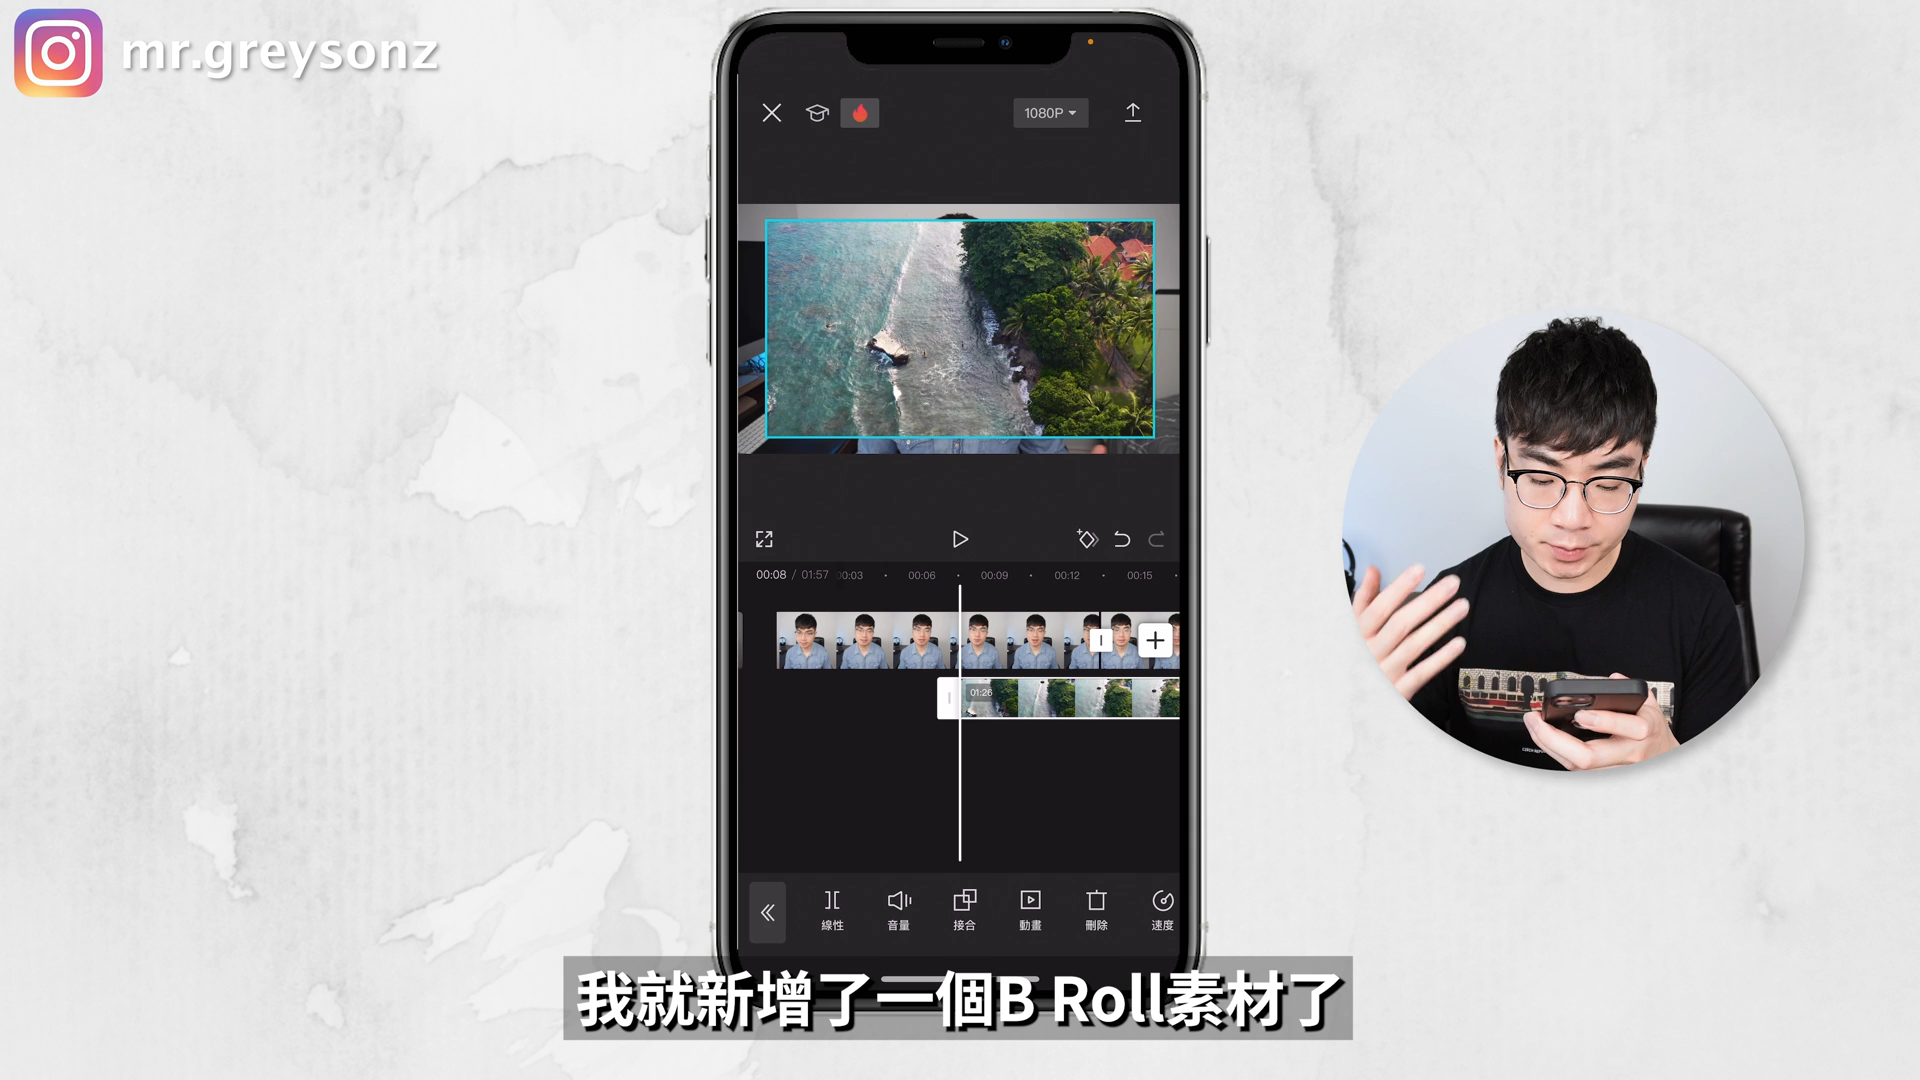 mr.greysonz
1080P
00:08 / 01:57 00:03 00:06 00:09 00:12 00:15
01:26
線性 音量 接合 動畫 刪除 速度
我就新增了一個B Roll素材了